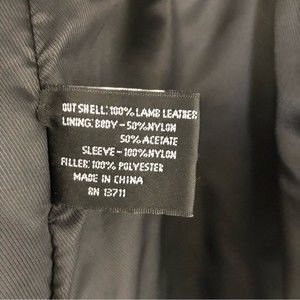 OUT SHELL: 100% LAMB LEATHER
LINING: BODY - 50% NYLON
50% ACETATE
SLEEVE - 100% NYLON
FILLER: 100% POLYESTER
MADE IN CHINA
RN 13711